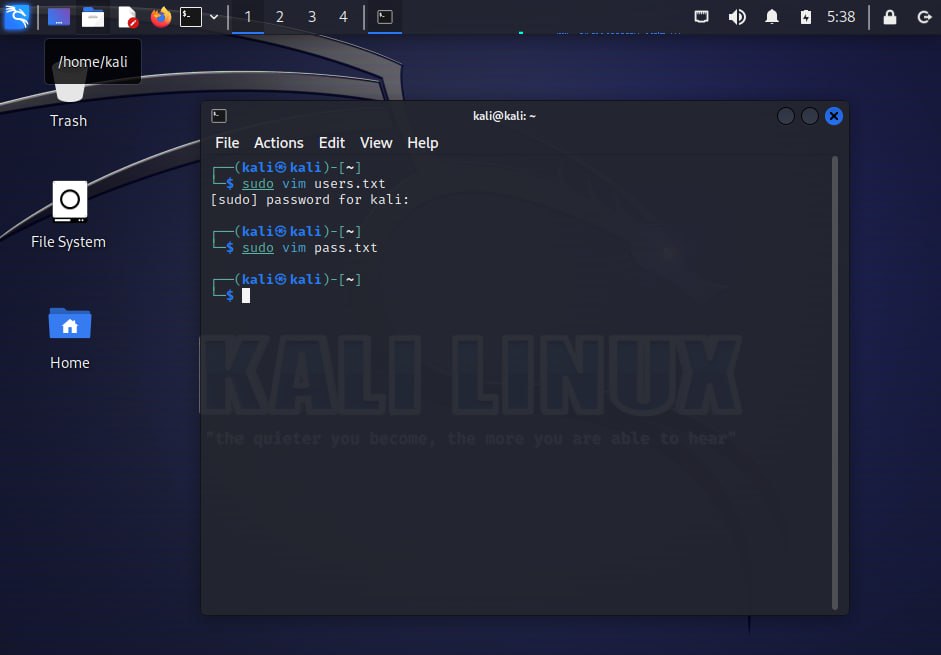 1 2 3 4 5:38
/home/kali
Trash
File System
Home
kali@kali: ~
File Actions Edit View Help
┌──(kali㉿kali)-[~]
└─$ sudo vim users.txt
[sudo] password for kali:
┌──(kali㉿kali)-[~]
└─$ sudo vim pass.txt
┌──(kali㉿kali)-[~]
└─$
KALI LINUX
"the quieter you become, the more you are able to hear"